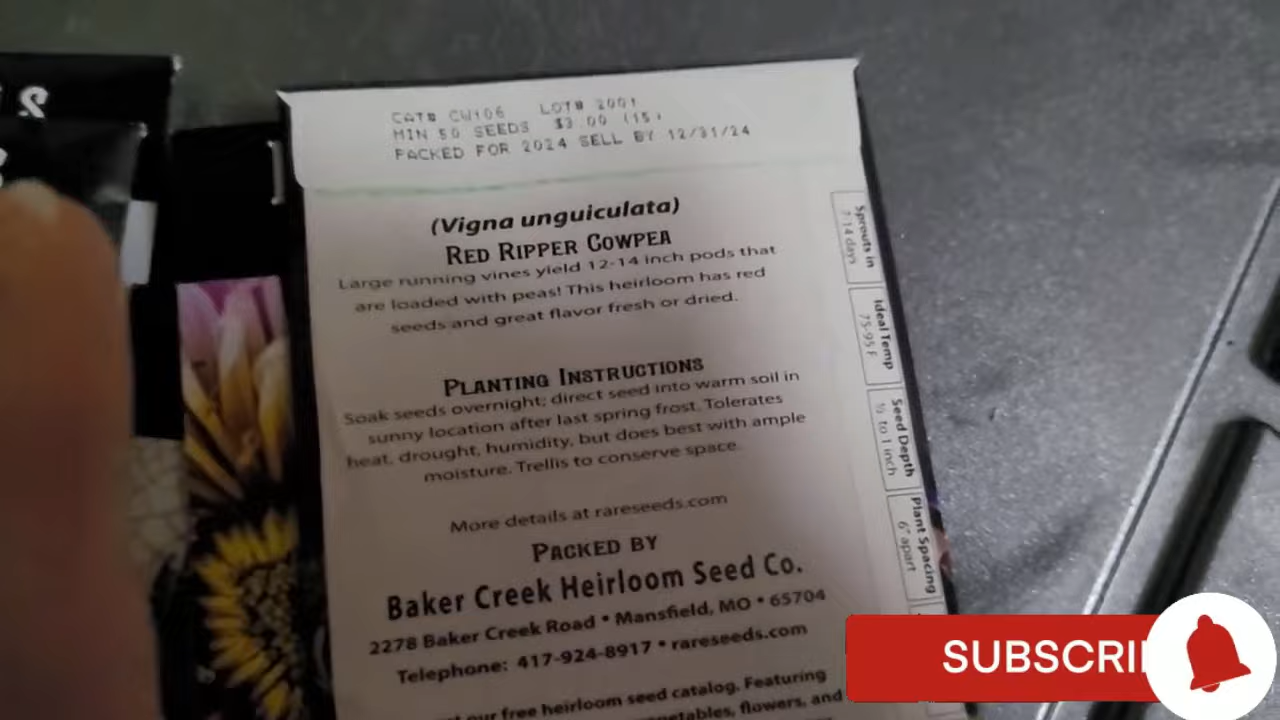 S
S
CAT# CW106 LOT# 2001
MIN 50 SEEDS $3.00 (15)
PACKED FOR 2024 SELL BY 12/31/24
(Vigna unguiculata)
RED RIPPER COWPEA
Large running vines yield 12-14 inch pods that
are loaded with peas! This heirloom has red
seeds and great flavor fresh or dried.
PLANTING INSTRUCTIONS
Soak seeds overnight; direct seed into warm soil in
sunny location after last spring frost. Tolerates
heat, drought, humidity, but does best with ample
moisture. Trellis to conserve space.
More details at rareseeds.com
PACKED BY
Baker Creek Heirloom Seed Co.
2278 Baker Creek Road • Mansfield, MO • 65704
Telephone: 417-924-8917 • rareseeds.com
our free heirloom seed catalog. Featuring
flowers, and
Sprouts in
7-14 days
Ideal Temp
75-95 F
Seed Depth
½ to 1 inch
Plant Spacing
6" apart
SUBSCRI